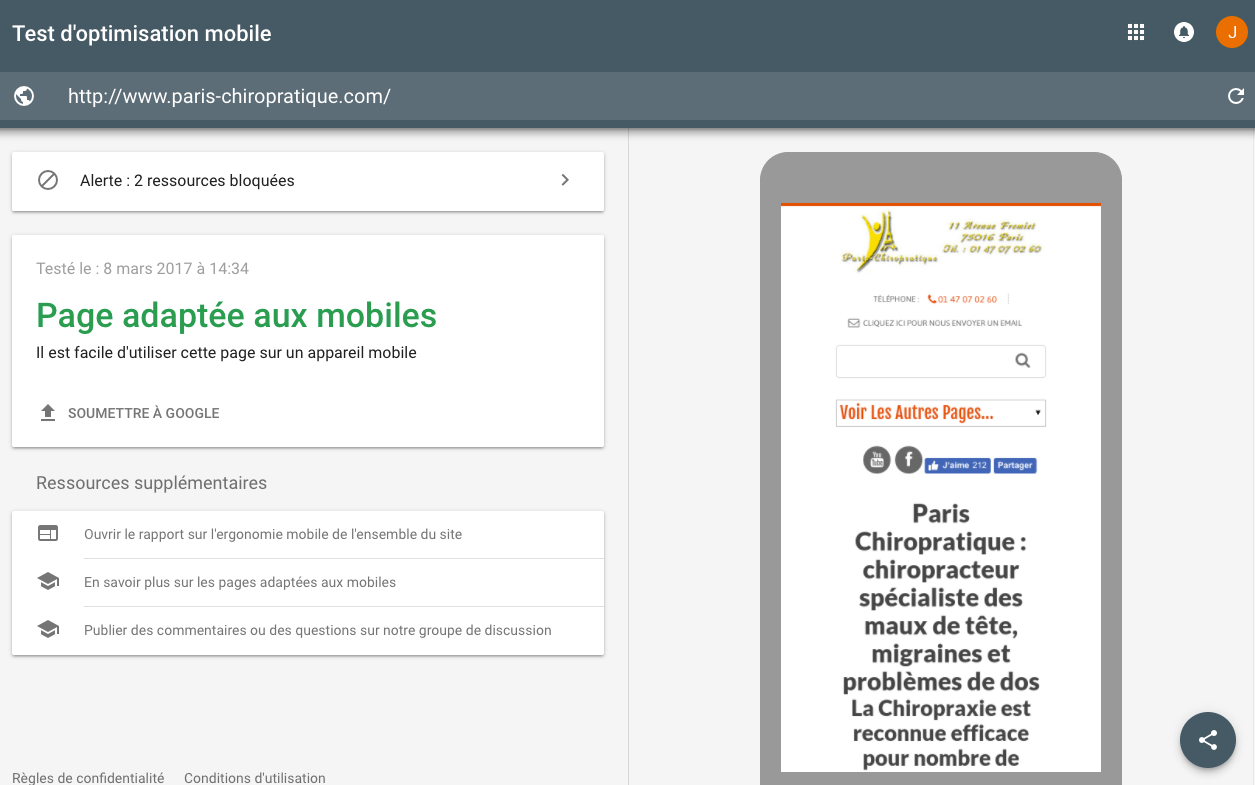 Test d'optimisation mobile
J
http://www.paris-chiropratique.com/
Alerte : 2 ressources bloquées
Testé le : 8 mars 2017 à 14:34
Page adaptée aux mobiles
Il est facile d'utiliser cette page sur un appareil mobile
SOUMETTRE À GOOGLE
Ressources supplémentaires
Ouvrir le rapport sur l'ergonomie mobile de l'ensemble du site
En savoir plus sur les pages adaptées aux mobiles
Publier des commentaires ou des questions sur notre groupe de discussion
Règles de confidentialité Conditions d'utilisation
11 Avenue Fremiet
75016 Paris
Tél. : 01 47 07 02 60
Paris Chiropratique
TÉLÉPHONE : 01 47 07 02 60
CLIQUEZ ICI POUR NOUS ENVOYER UN EMAIL
Voir Les Autres Pages...
You Tube f J'aime 212 Partager
Paris
Chiropratique :
chiropracteur
spécialiste des
maux de tête,
migraines et
problèmes de dos
La Chiropraxie est
reconnue efficace
pour nombre de